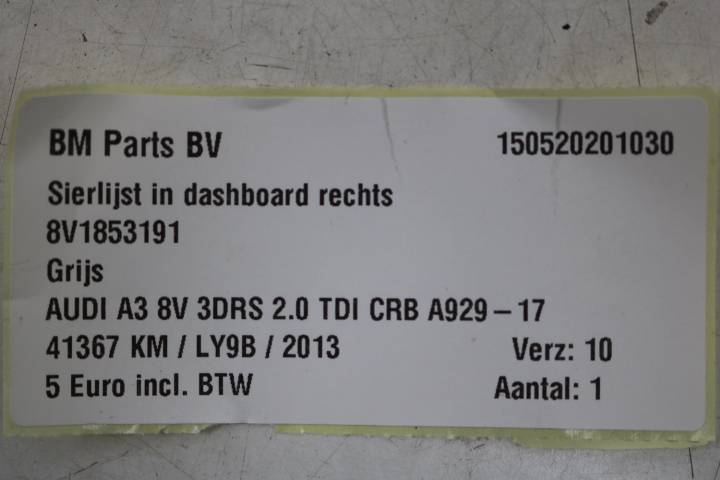 BM Parts BV 150520201030
Sierlijst in dashboard rechts
8V1853191
Grijs
AUDI A3 8V 3DRS 2.0 TDI CRB A929 – 17
41367 KM / LY9B / 2013 Verz: 10
5 Euro incl. BTW Aantal: 1